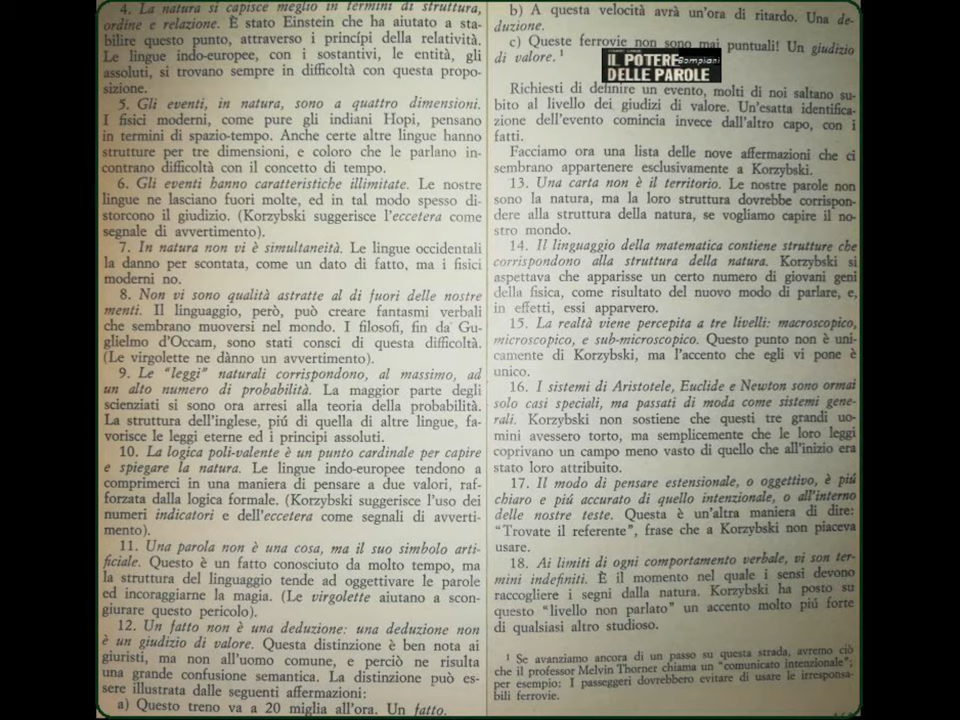 4. La natura si capisce meglio in termini di struttura,
ordine e relazione. È stato Einstein che ha aiutato a sta-
bilire questo punto, attraverso i princípi della relatività.
Le lingue indo-europee, con i sostantivi, le entità, gli
assoluti, si trovano sempre in difficoltà con questa propo-
sizione.
5. Gli eventi, in natura, sono a quattro dimensioni.
I fisici moderni, come pure gli indiani Hopi, pensano
in termini di spazio-tempo. Anche certe altre lingue hanno
strutture per tre dimensioni, e coloro che le parlano in-
contrano difficoltà con il concetto di tempo.
6. Gli eventi hanno caratteristiche illimitate. Le nostre
lingue ne lasciano fuori molte, ed in tal modo spesso di-
storcono il giudizio. (Korzybski suggerisce l'eccetera come
segnale di avvertimento).
7. In natura non vi è simultaneità. Le lingue occidentali
la danno per scontata, come un dato di fatto, ma i fisici
moderni no.
8. Non vi sono qualità astratte al di fuori delle nostre
menti. Il linguaggio, però, può creare fantasmi verbali
che sembrano muoversi nel mondo. I filosofi, fin da Gu-
glielmo d'Occam, sono stati consci di questa difficoltà.
(Le virgolette ne dànno un avvertimento).
9. Le "leggi" naturali corrispondono, al massimo, ad
un alto numero di probabilità. La maggior parte degli
scienziati si sono ora arresi alla teoria della probabilità.
La struttura dell'inglese, piú di quella di altre lingue, fa-
vorisce le leggi eterne ed i principi assoluti.
10. La logica poli-valente è un punto cardinale per capire
e spiegare la natura. Le lingue indo-europee tendono a
comprimerci in una maniera di pensare a due valori, raf-
forzata dalla logica formale. (Korzybski suggerisce l'uso dei
numeri indicatori e dell'eccetera come segnali di avverti-
mento).
11. Una parola non è una cosa, ma il suo simbolo arti-
ficiale. Questo è un fatto conosciuto da molto tempo, ma
la struttura del linguaggio tende ad oggettivare le parole
ed incoraggiarne la magia. (Le virgolette aiutano a scon-
giurare questo pericolo).
12. Un fatto non è una deduzione: una deduzione non
è un giudizio di valore. Questa distinzione è ben nota ai
giuristi, ma non all'uomo comune, e perciò ne risulta
una grande confusione semantica. La distinzione può es-
sere illustrata dalle seguenti affermazioni:
a) Questo treno va a 20 miglia all'ora. Un fatto.
b) A questa velocità avrà un'ora di ritardo. Una de-
duzione.
c) Queste ferrovie non sono mai puntuali! Un giudizio
di valore.¹
IL POTERE Bompiani
DELLE PAROLE
Richiesti di definire un evento, molti di noi saltano su-
bito al livello dei giudizi di valore. Un'esatta identifica-
zione dell'evento comincia invece dall'altro capo, con i
fatti.
Facciamo ora una lista delle nove affermazioni che ci
sembrano appartenere esclusivamente a Korzybski.
13. Una carta non è il territorio. Le nostre parole non
sono la natura, ma la loro struttura dovrebbe corrispon-
dere alla struttura della natura, se vogliamo capire il no-
stro mondo.
14. Il linguaggio della matematica contiene strutture che
corrispondono alla struttura della natura. Korzybski si
aspettava che apparisse un certo numero di giovani geni
della fisica, come risultato del nuovo modo di parlare, e,
in effetti, essi apparvero.
15. La realtà viene percepita a tre livelli: macroscopico,
microscopico, e sub-microscopico. Questo punto non è uni-
camente di Korzybski, ma l'accento che egli vi pone è
unico.
16. I sistemi di Aristotele, Euclide e Newton sono ormai
solo casi speciali, ma passati di moda come sistemi gene-
rali. Korzybski non sostiene che questi tre grandi uo-
mini avessero torto, ma semplicemente che le loro leggi
coprivano un campo meno vasto di quello che all'inizio era
stato loro attribuito.
17. Il modo di pensare estensionale, o oggettivo, è piú
chiaro e piú accurato di quello intenzionale, o all'interno
delle nostre teste. Questa è un'altra maniera di dire:
"Trovate il referente", frase che a Korzybski non piaceva
usare.
18. Ai limiti di ogni comportamento verbale, vi son ter-
mini indefiniti. È il momento nel quale i sensi devono
raccogliere i segni dalla natura. Korzybski ha posto su
questo "livello non parlato" un accento molto piú forte
di qualsiasi altro studioso.
¹ Se avanziamo ancora di un passo su questa strada, avremo ciò
che il professor Melvin Thorner chiama un "comunicato intenzionale";
per esempio: I passeggeri dovrebbero evitare di usare le irresponsa-
bili ferrovie.